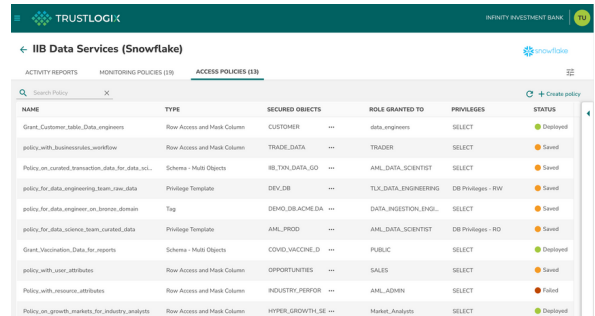 TRUSTLOGIX INFINITY INVESTMENT BANK TU
← IIB Data Services (Snowflake) snowflake
ACTIVITY REPORTS MONITORING POLICIES (19) ACCESS POLICIES (13)
Search Policy X + Create policy
NAME TYPE SECURED OBJECTS ROLE GRANTED TO PRIVILEGES STATUS
Grant_Customer_table_Data_engineers Row Access and Mask Column CUSTOMER ••• data_engineers SELECT Deployed
policy_with_businessrules_workflow Row Access and Mask Column TRADE_DATA ••• TRADER SELECT Saved
Policy_on_curated_transaction_data_for_data_sci... Schema - Multi Objects IIB_TXN_DATA_GO ••• AML_DATA_SCIENTIST SELECT Saved
policy_for_data_engineering_team_raw_data Privilege Template DEV_DB ••• TLX_DATA_ENGINEERING DB Privileges - RW Saved
policy_for_data_engineer_on_bronze_domain Tag DEMO_DB.ACME.DA ••• DATA_INGESTION_ENGI... SELECT Saved
policy_for_data_science_team_curated_data Privilege Template AML_PROD ••• AML_DATA_SCIENTIST DB Privileges - RO Saved
Grant_Vaccination_Data_for_reports Schema - Multi Objects COVID_VACCINE_D ••• PUBLIC SELECT Deployed
policy_with_user_attributes Row Access and Mask Column OPPORTUNITIES ••• SALES SELECT Saved
Policy_with_resource_attributes Row Access and Mask Column INDUSTRY_PERFOR ••• AML_ADMIN SELECT Failed
Policy_on_growth_markets_for_industry_analysts Row Access and Mask Column HYPER_GROWTH_SE ••• Market_Analysts SELECT Deployed